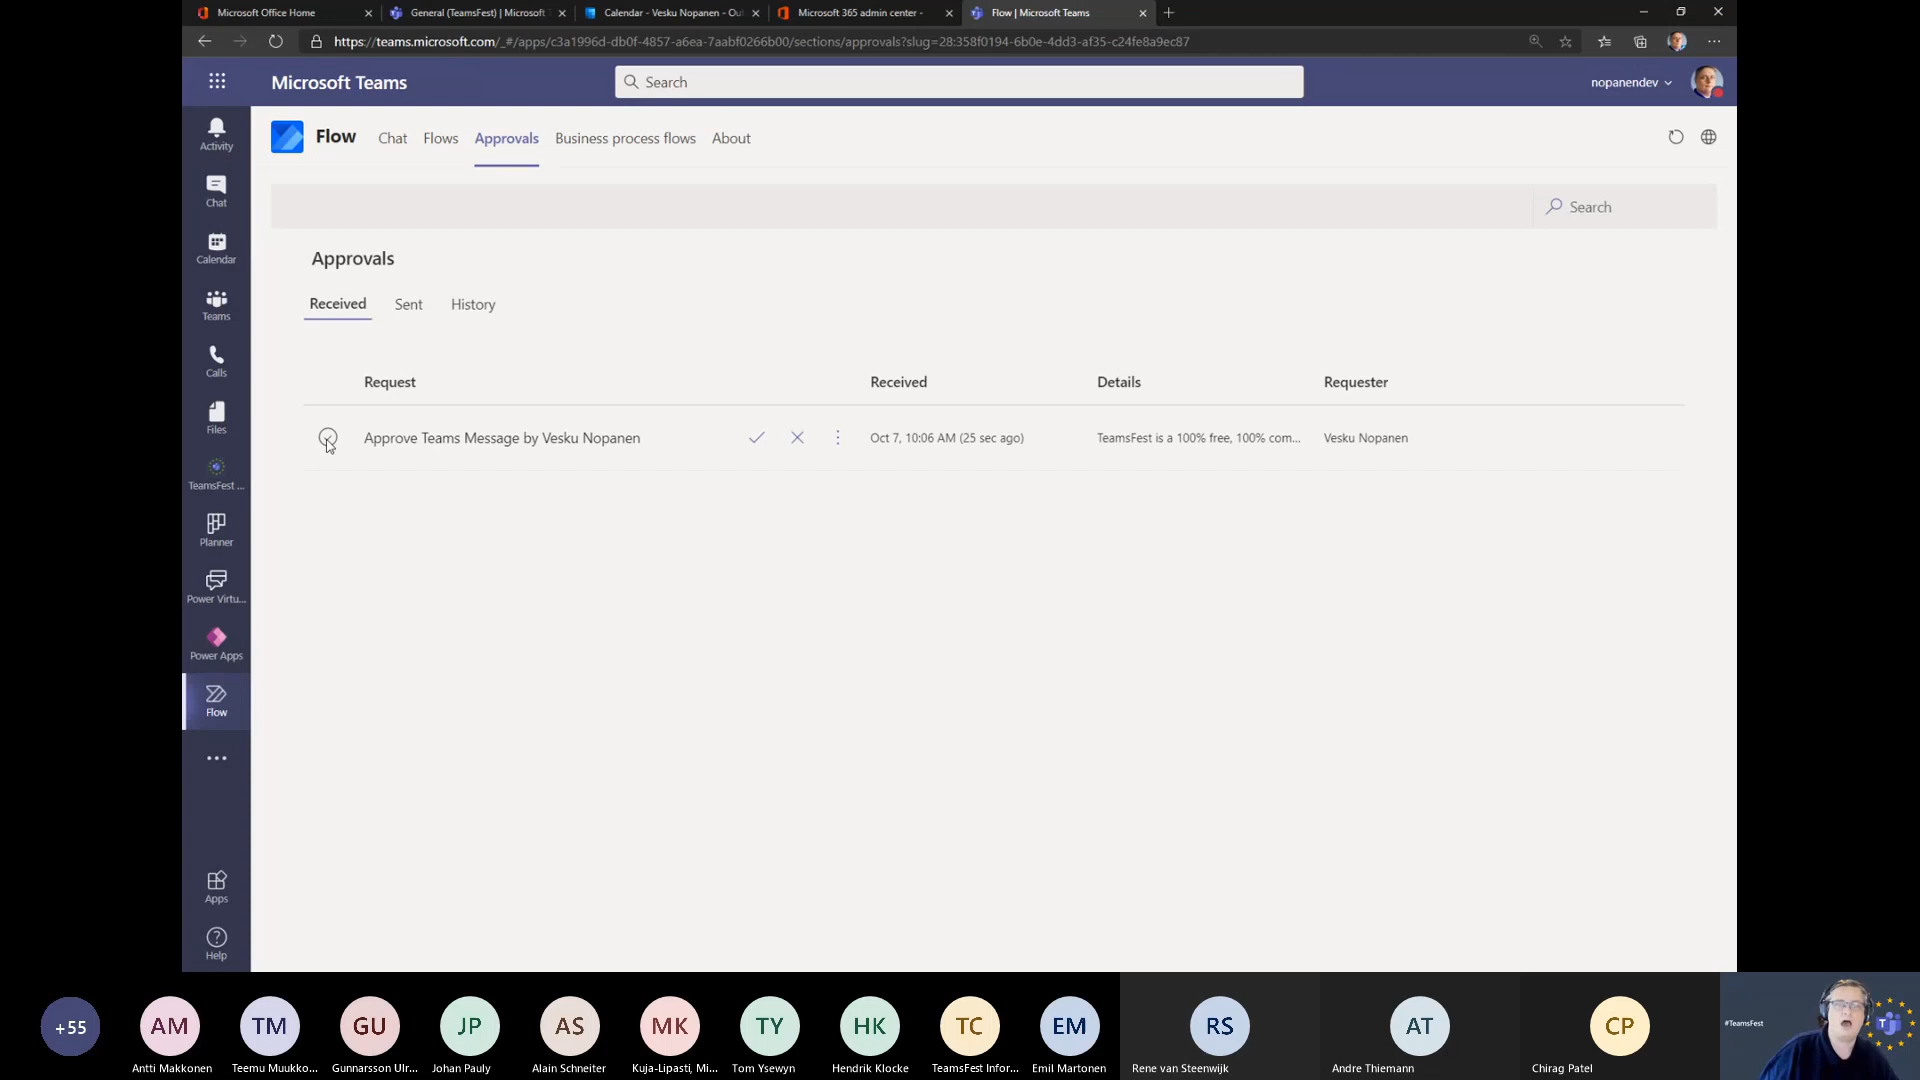 Microsoft Office Home
General (TeamsFest) | Microsoft T
Calendar - Vesku Nopanen - Out
Microsoft 365 admin center -
Flow | Microsoft Teams
https://teams.microsoft.com/_#/apps/c3a1996d-db0f-4857-a6ea-7aabf0266b00/sections/approvals?slug=28:358f0194-6b0e-4dd3-af35-c24fe8a9ec87
Microsoft Teams
Search
nopanendev
Flow
Chat
Flows
Approvals
Business process flows
About
Activity
Chat
Calendar
Teams
Calls
Files
TeamsFest ...
Planner
Power Virtu...
Power Apps
Flow
Apps
Help
Search
Approvals
Received
Sent
History
Request
Received
Details
Requester
Approve Teams Message by Vesku Nopanen
Oct 7, 10:06 AM (25 sec ago)
TeamsFest is a 100% free, 100% com...
Vesku Nopanen
+55
AM
TM
GU
JP
AS
MK
TY
HK
TC
EM
RS
AT
CP
#TeamsFest
T
Antti Makkonen
Teemu Muukko...
Gunnarsson Ulr...
Johan Pauly
Alain Schneiter
Kuja-Lipasti, Mi...
Tom Ysewyn
Hendrik Klocke
TeamsFest Infor...
Emil Martonen
Rene van Steenwijk
Andre Thiemann
Chirag Patel